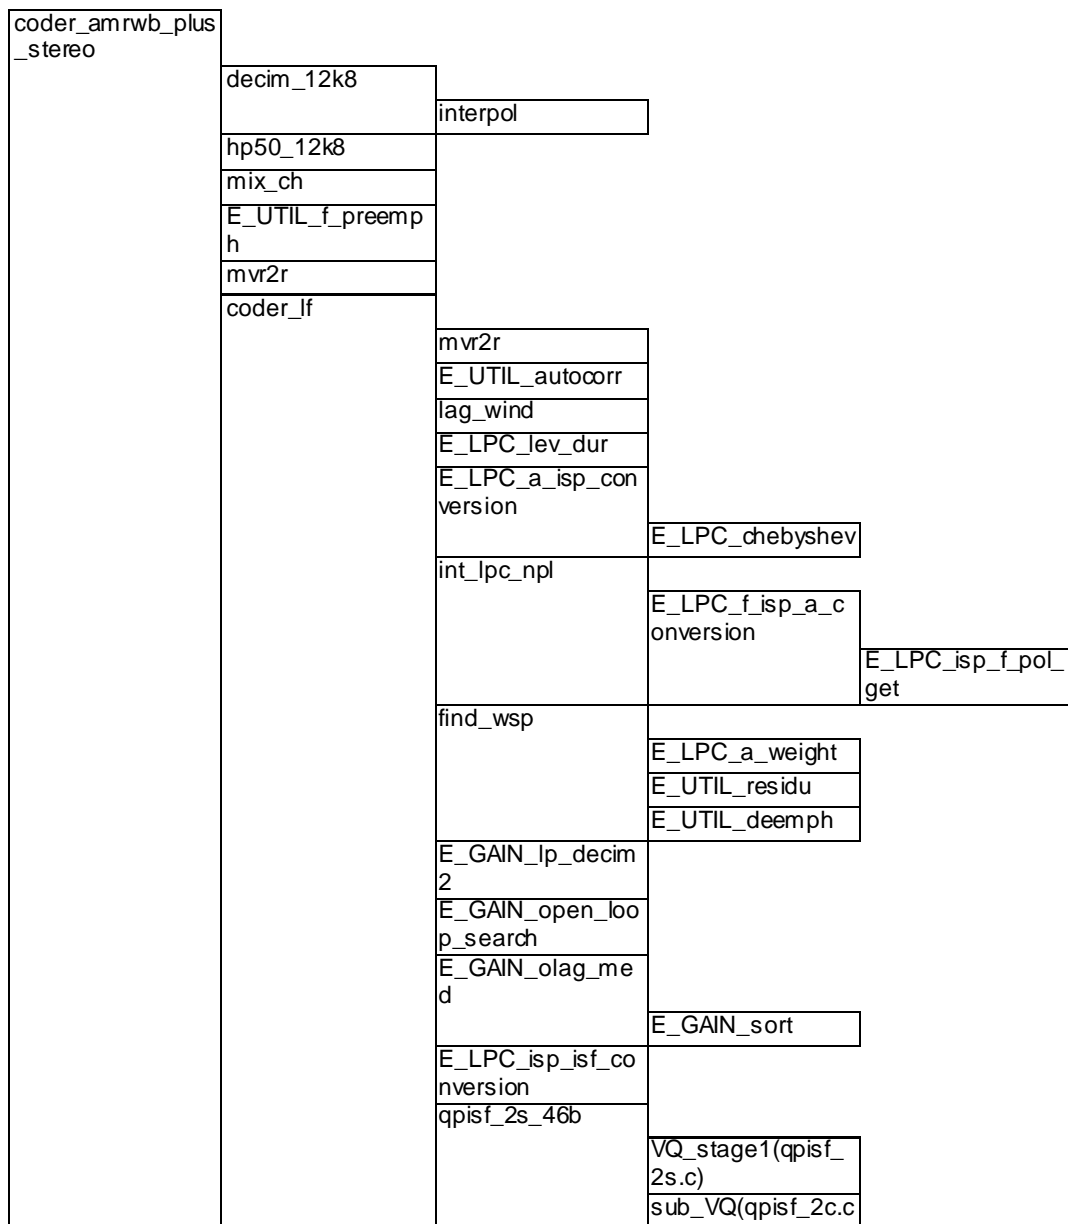 coder_amrwb_plus
_stereo
decim_12k8
interpol
hp50_12k8
mix_ch
E_UTIL_f_preemp
h
mvr2r
coder_lf
mvr2r
E_UTIL_autocorr
lag_wind
E_LPC_lev_dur
E_LPC_a_isp_con
version
E_LPC_chebyshev
int_lpc_npl
E_LPC_f_isp_a_c
onversion
E_LPC_isp_f_pol_
get
find_wsp
E_LPC_a_weight
E_UTIL_residu
E_UTIL_deemph
E_GAIN_lp_decim
2
E_GAIN_open_loo
p_search
E_GAIN_olag_me
d
E_GAIN_sort
E_LPC_isp_isf_co
nversion
qpisf_2s_46b
VQ_stage1(qpisf_
2s.c)
sub_VQ(qpisf_2c.c